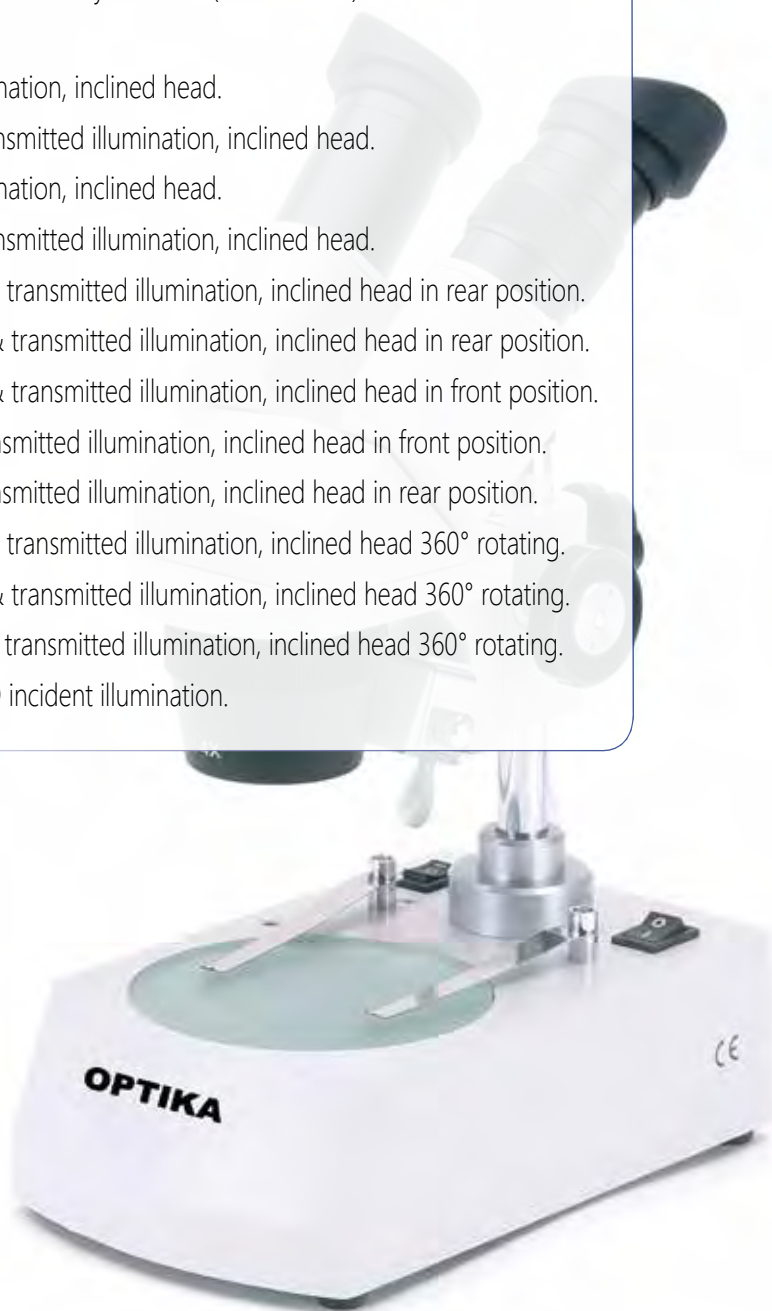 nation, inclined head.
nsmitted illumination, inclined head.
nation, inclined head.
nsmitted illumination, inclined head.
transmitted illumination, inclined head in rear position.
& transmitted illumination, inclined head in rear position.
& transmitted illumination, inclined head in front position.
nsmitted illumination, inclined head in front position.
nsmitted illumination, inclined head in rear position.
transmitted illumination, inclined head 360° rotating.
& transmitted illumination, inclined head 360° rotating.
transmitted illumination, inclined head 360° rotating.
incident illumination.
4X
OPTIKA
CE